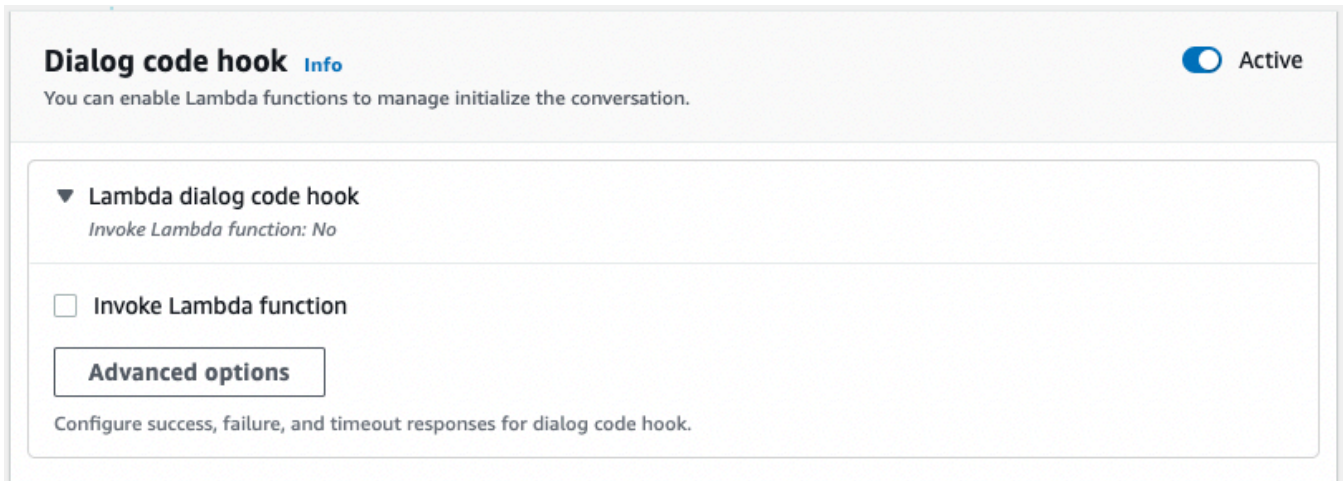 Dialog code hook Info
Active
You can enable Lambda functions to manage initialize the conversation.
Lambda dialog code hook
Invoke Lambda function: No
Invoke Lambda function
Advanced options
Configure success, failure, and timeout responses for dialog code hook.